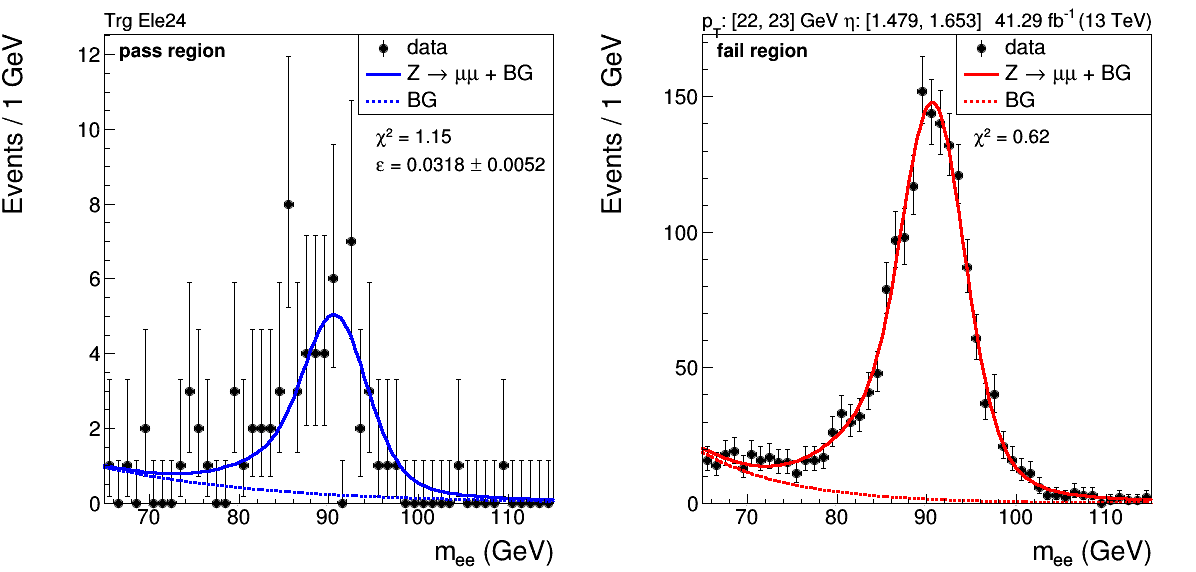 Trg Ele24
pass region
data
Z → μμ + BG
BG
χ² = 1.15
ε = 0.0318 ± 0.0052
Events / 1 GeV
12
10
8
6
4
2
0
70 80 90 100 110
m_ee (GeV)
p_T: [22, 23] GeV η: [1.479, 1.653] 41.29 fb⁻¹ (13 TeV)
fail region
data
Z → μμ + BG
BG
χ² = 0.62
Events / 1 GeV
150
100
50
0
70 80 90 100 110
m_ee (GeV)